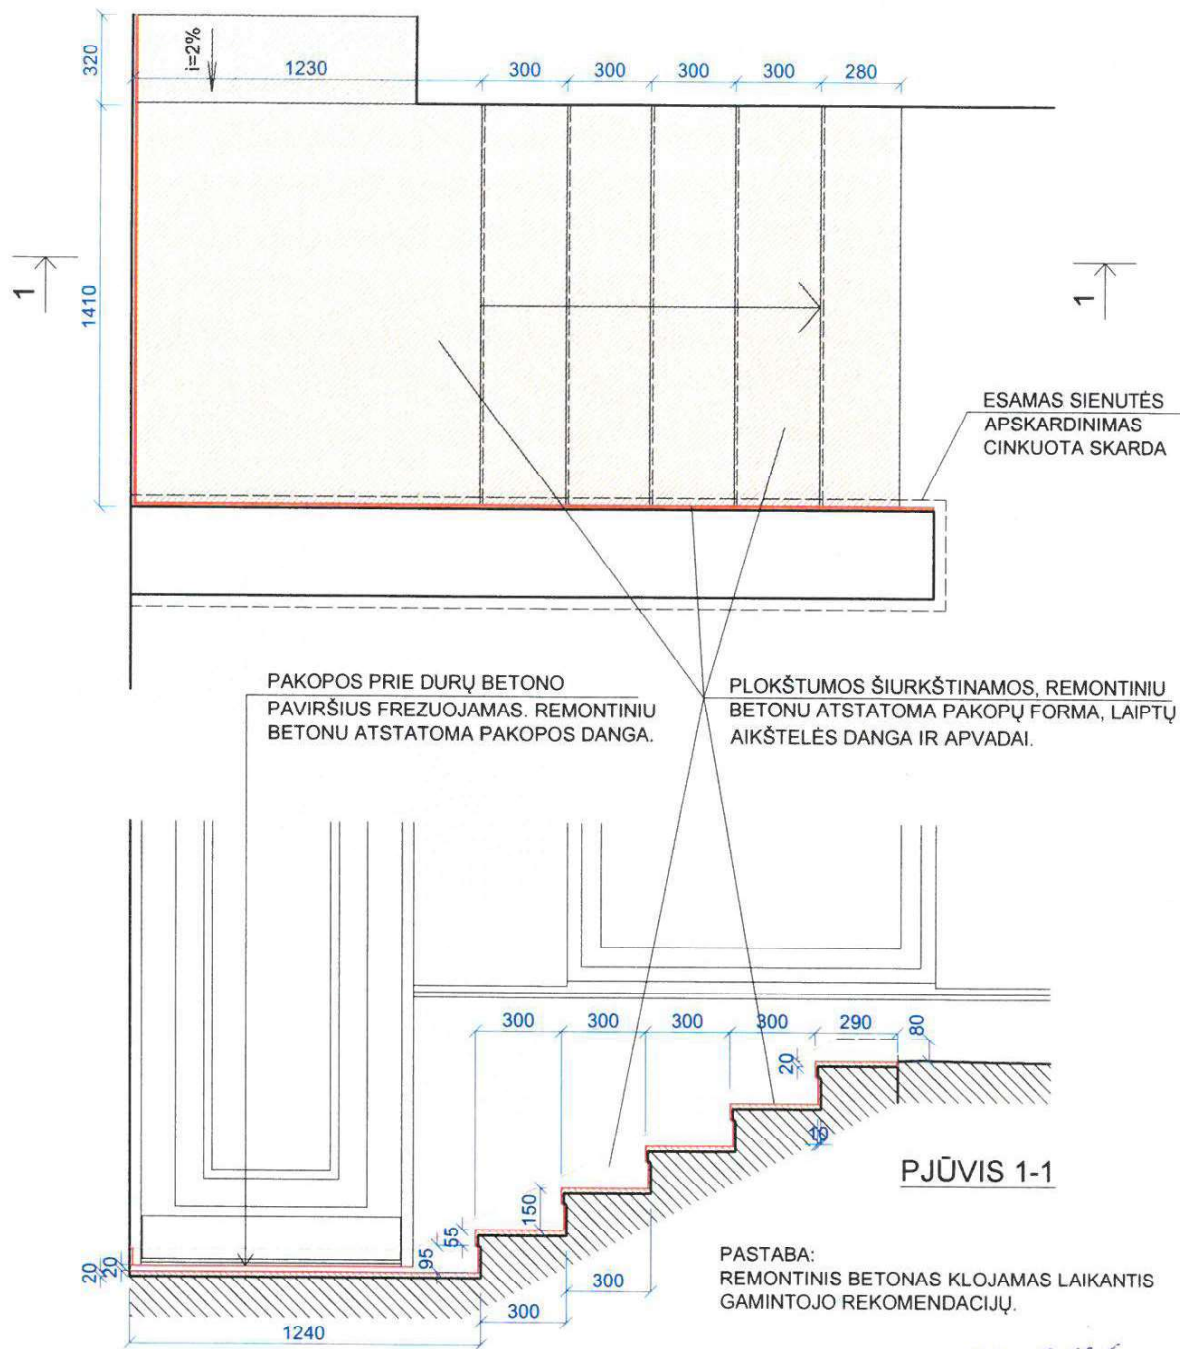 320
i=2%
1230
300
300
300
300
280
1
1410
1
ESAMAS SIENUTĖS
APSKARDINIMAS
CINKUOTA SKARDA
PAKOPOS PRIE DURŲ BETONO
PAVIRŠIUS FREZUOJAMAS. REMONTINIU
BETONU ATSTATOMA PAKOPOS DANGA.
PLOKŠTUMOS ŠIURKŠTINAMOS, REMONTINIU
BETONU ATSTATOMA PAKOPŲ FORMA, LAIPTŲ
AIKŠTELĖS DANGA IR APVADAI.
300
300
300
300
290
80
20
10
PJŪVIS 1-1
150
55
95
20
20
300
300
1240
PASTABA:
REMONTINIS BETONAS KLOJAMAS LAIKANTIS
GAMINTOJO REKOMENDACIJŲ.